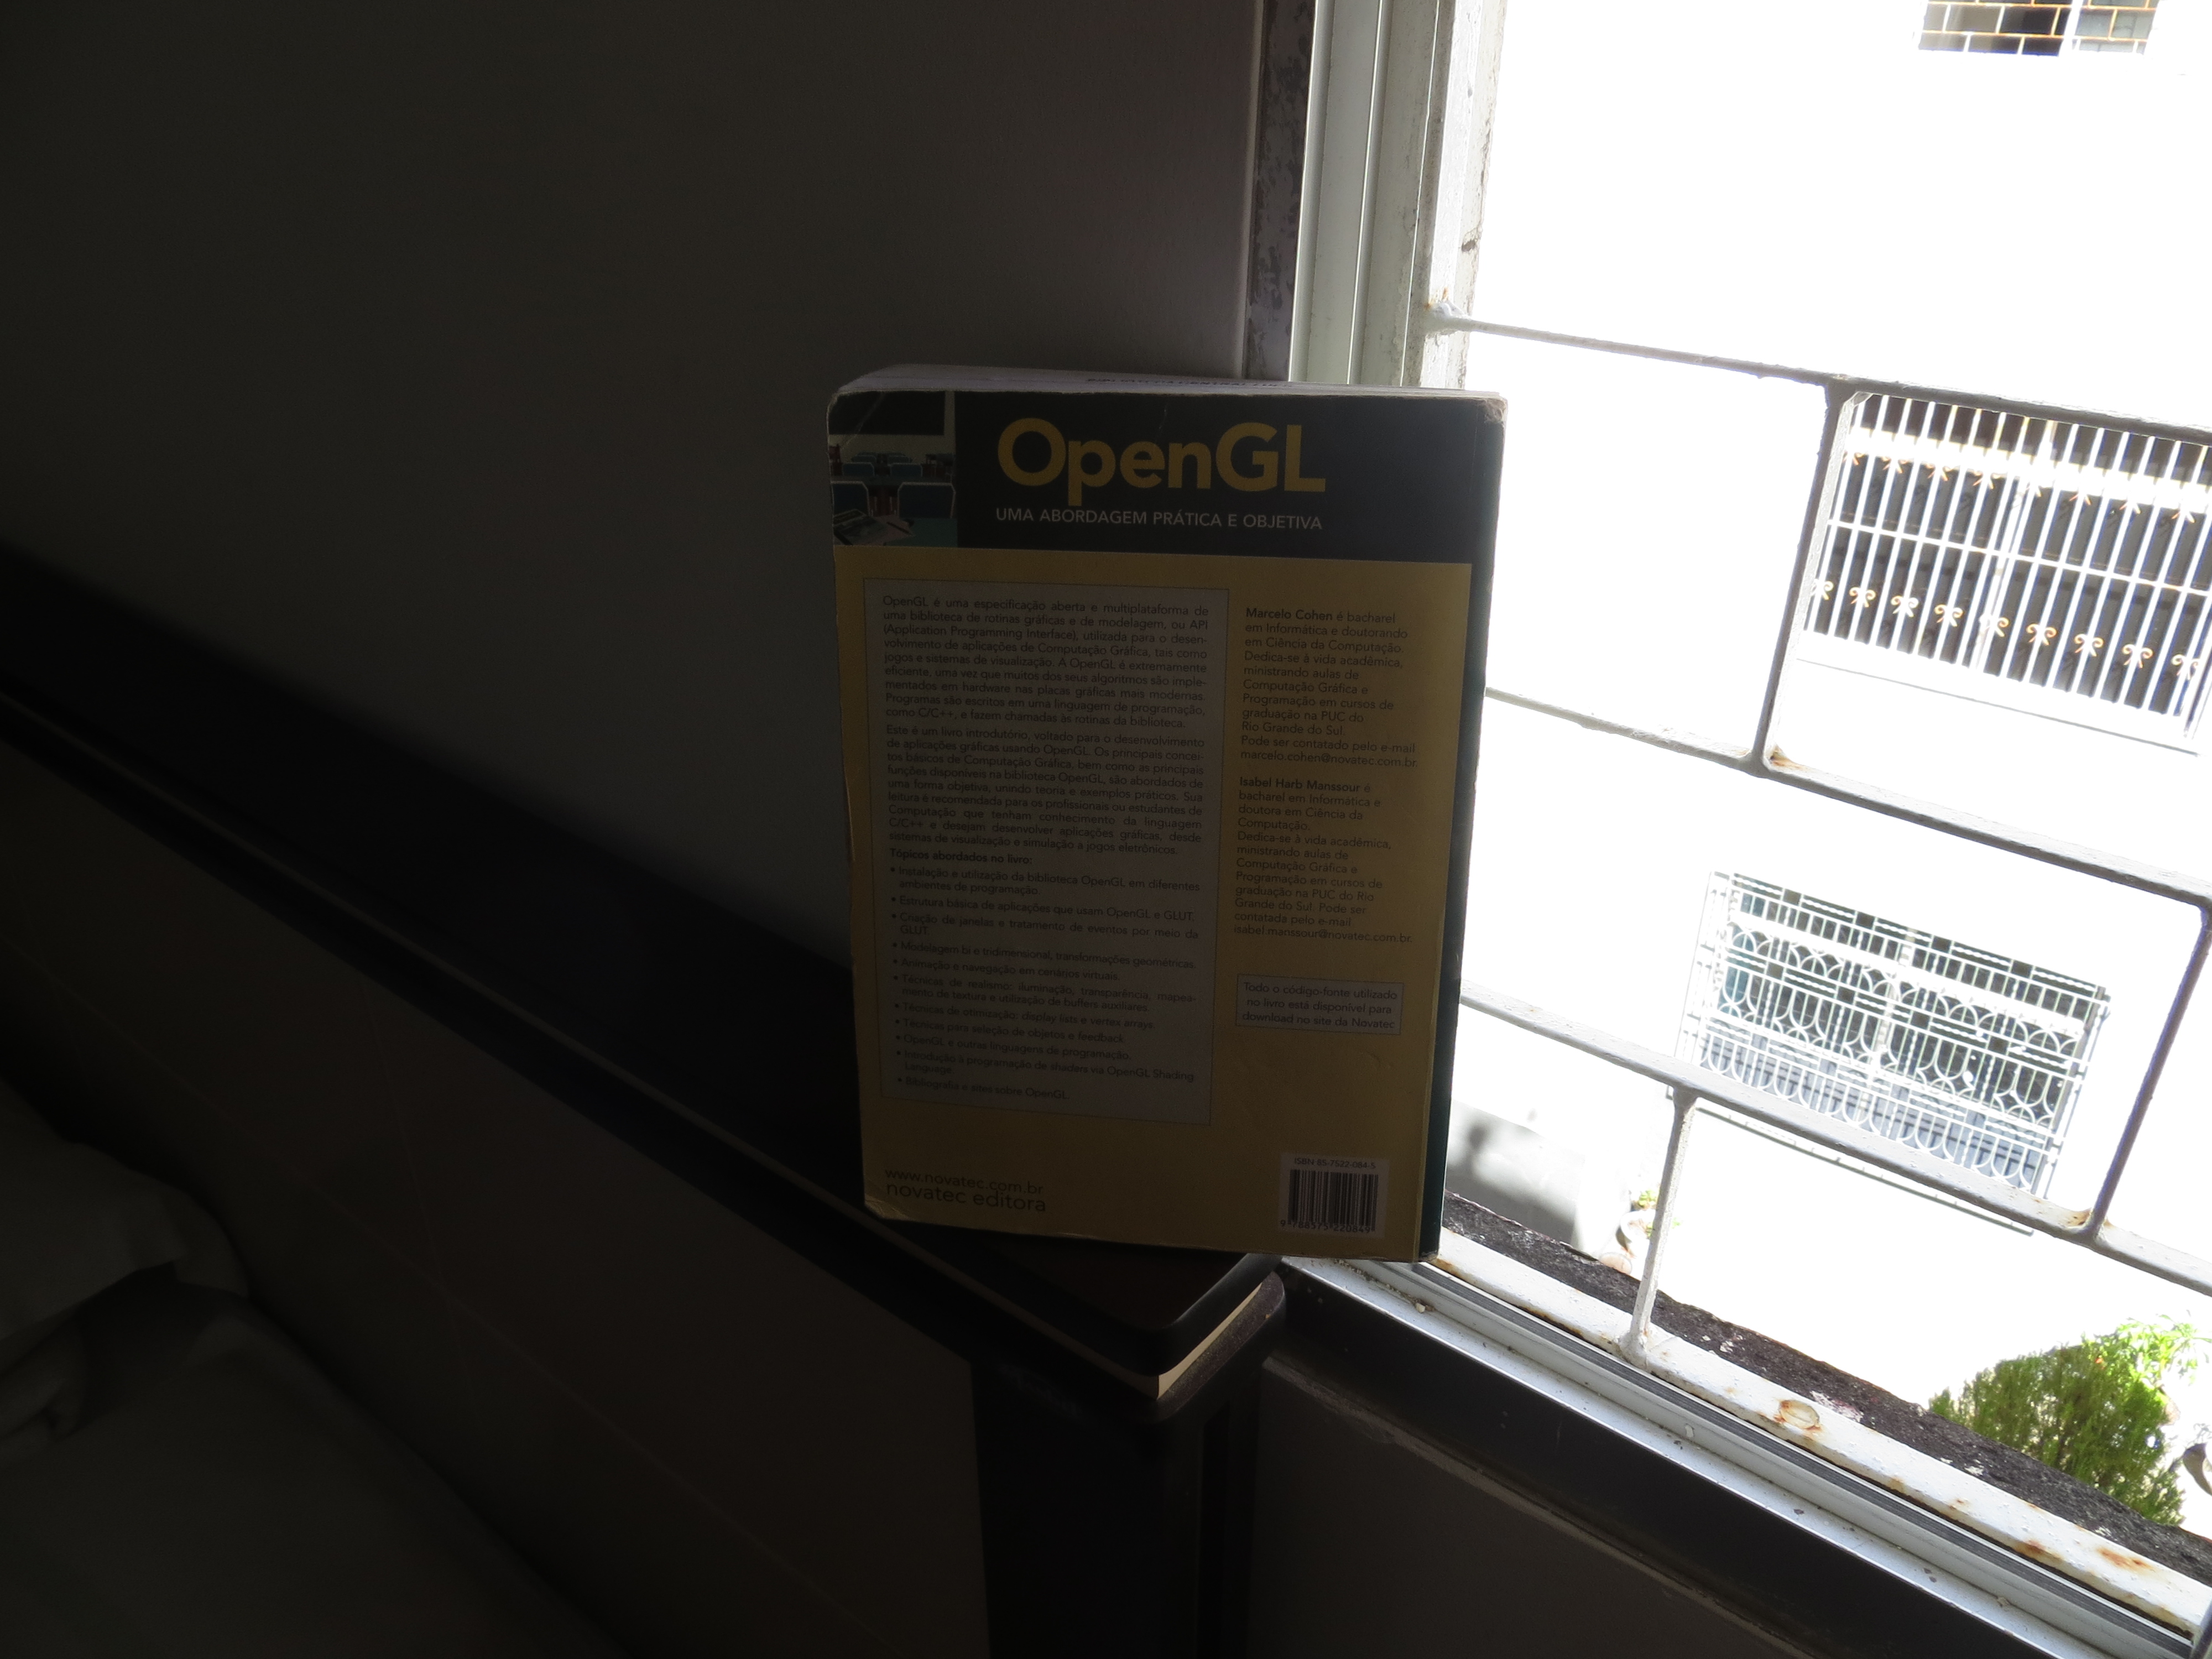 OpenGL
UMA ABORDAGEM PRÁTICA E OBJETIVA
OpenGL é uma especificação aberta e multiplataforma de
uma biblioteca de rotinas gráficas e de modelagem, ou API
(Application Programming Interface), utilizada para o desen-
volvimento de aplicações de Computação Gráfica, tais como
jogos e sistemas de visualização. A OpenGL é extremamente
eficiente, uma vez que muitos dos seus algoritmos são imple-
mentados em hardware nas placas gráficas mais modernas.
Programas são escritos em uma linguagem de programação,
como C/C++, e fazem chamadas às rotinas da biblioteca.
Este é um livro introdutório, voltado para o desenvolvimento
de aplicações gráficas usando OpenGL. Os principais concei-
tos básicos de Computação Gráfica, bem como as principais
funções disponíveis na biblioteca OpenGL, são abordados de
uma forma objetiva, unindo teoria e exemplos práticos. Sua
leitura é recomendada para os profissionais ou estudantes de
Computação que tenham conhecimento da linguagem
C/C++ e desejam desenvolver aplicações gráficas, desde
sistemas de visualização e simulação a jogos eletrônicos.
Tópicos abordados no livro:
• Instalação e utilização da biblioteca OpenGL em diferentes
ambientes de programação.
• Estrutura básica de aplicações que usam OpenGL e GLUT.
• Criação de janelas e tratamento de eventos por meio da
GLUT
• Modelagem bi e tridimensional, transformações geométricas.
• Animação e navegação em cenários virtuais.
• Técnicas de realismo: iluminação, transparência, mapea-
mento de textura e utilização de buffers auxiliares.
• Técnicas de otimização: display lists e vertex arrays
• Técnicas para seleção de objetos e feedback
• OpenGL e outras linguagens de programação.
• Introdução à programação de shaders via OpenGL Shading
Language.
• Bibliografia e sites sobre OpenGL
Marcelo Cohen é bacharel
em Informática e doutorando
em Ciência da Computação.
Dedica-se à vida acadêmica,
ministrando aulas de
Computação Gráfica e
Programação em cursos de
graduação na PUC do
Rio Grande do Sul.
Pode ser contatado pelo e-mail
marcelo.cohen@novatec.com.br.
Isabel Harb Manssour é
bacharel em Informática e
doutora em Ciência da
Computação.
Dedica-se à vida acadêmica,
ministrando aulas de
Computação Gráfica e
Programação em cursos de
graduação na PUC do Rio
Grande do Sul. Pode ser
contatada pelo e-mail
isabel.manssour@novatec.com.br.
Todo o código-fonte utilizado
no livro está disponível para
download no site da Novatec
www.novatec.com.br
novatec editora
ISBN 85-7522-084-5
9 788575 220849